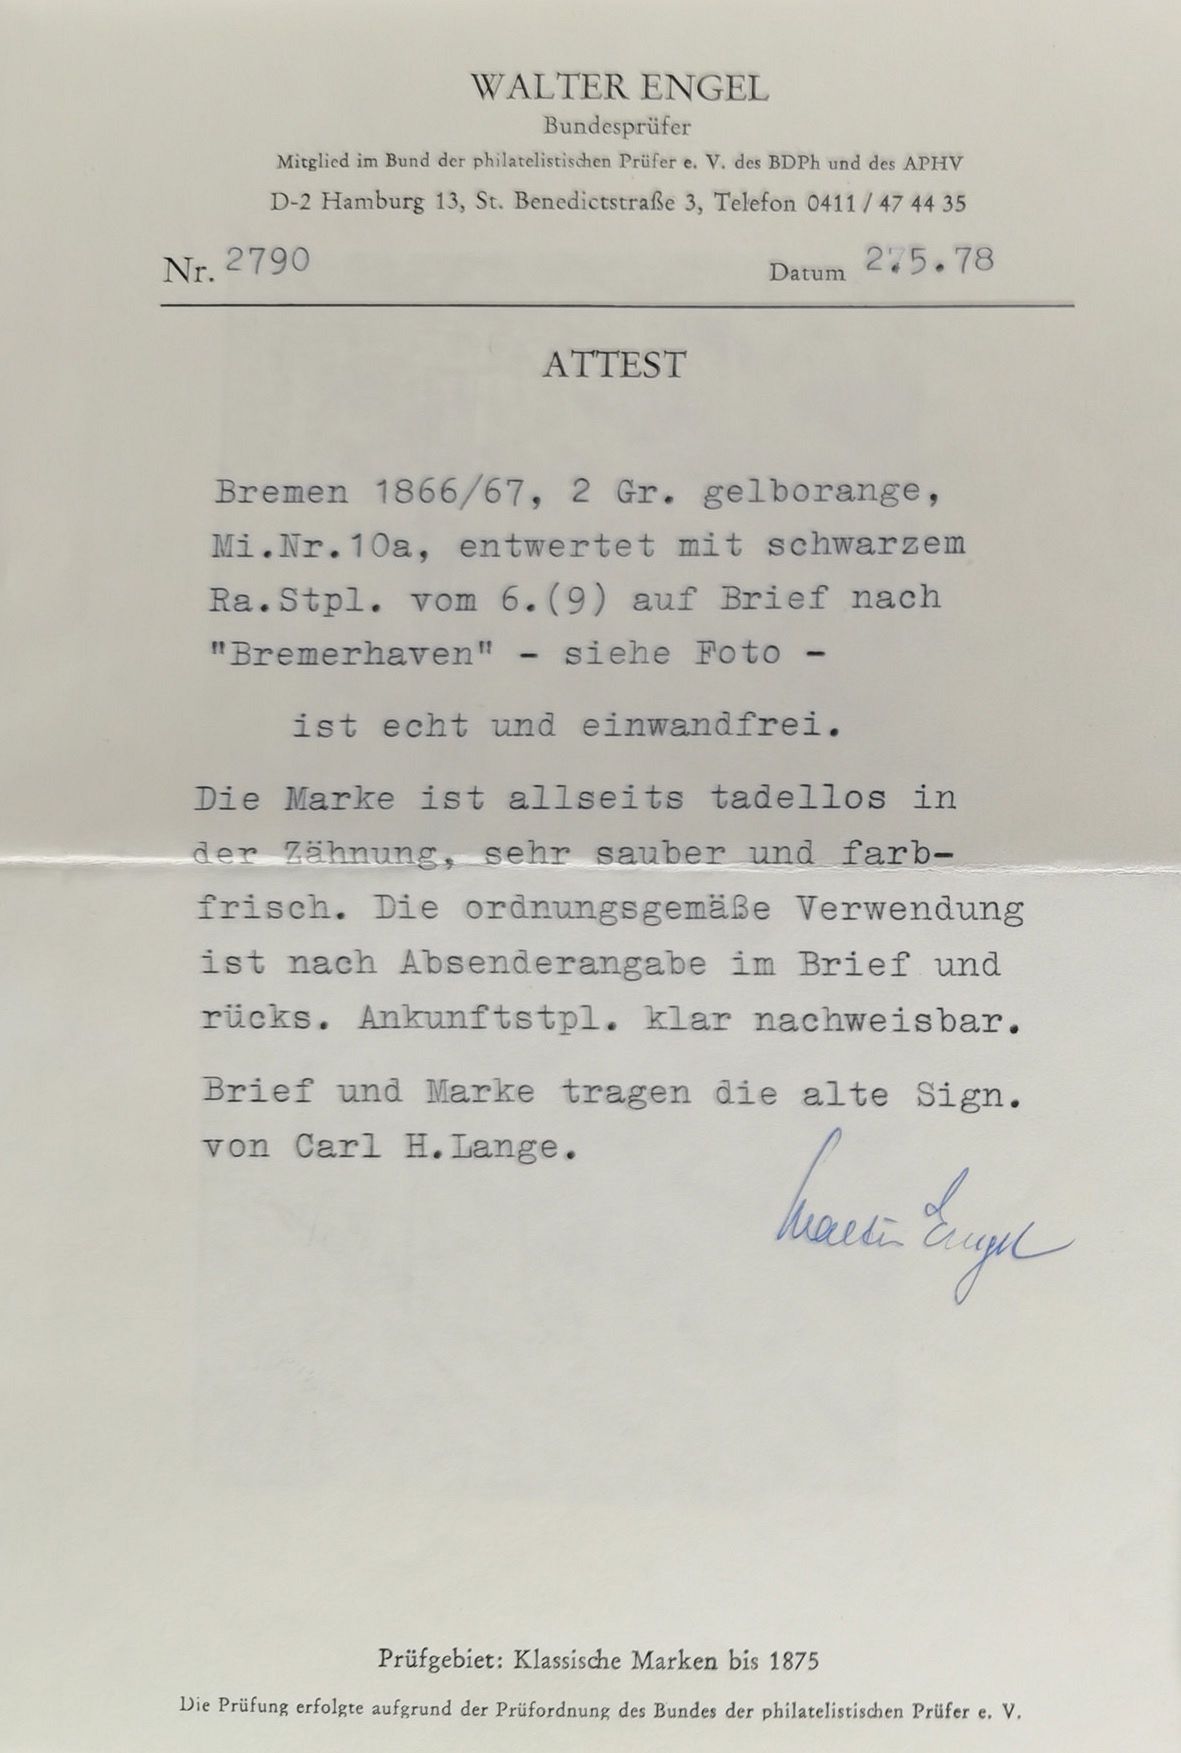 WALTER ENGEL
Bundesprüfer
Mitglied im Bund der philatelistischen Prüfer e. V. des BDPh und des APHV
D-2 Hamburg 13, St. Benedictstraße 3, Telefon 0411 / 47 44 35
Nr. 2790 Datum 27.5.78
ATTEST
Bremen 1866/67, 2 Gr. gelborange,
Mi.Nr.10a, entwertet mit schwarzem
Ra.Stpl. vom 6.(9) auf Brief nach
"Bremerhaven" - siehe Foto -
ist echt und einwandfrei.
Die Marke ist allseits tadellos in
der Zähnung, sehr sauber und farb-
frisch. Die ordnungsgemäße Verwendung
ist nach Absenderangabe im Brief und
rücks. Ankunftstpl. klar nachweisbar.
Brief und Marke tragen die alte Sign.
von Carl H.Lange.
Walter Engel
Prüfgebiet: Klassische Marken bis 1875
Die Prüfung erfolgte aufgrund der Prüfordnung des Bundes der philatelistischen Prüfer e. V.